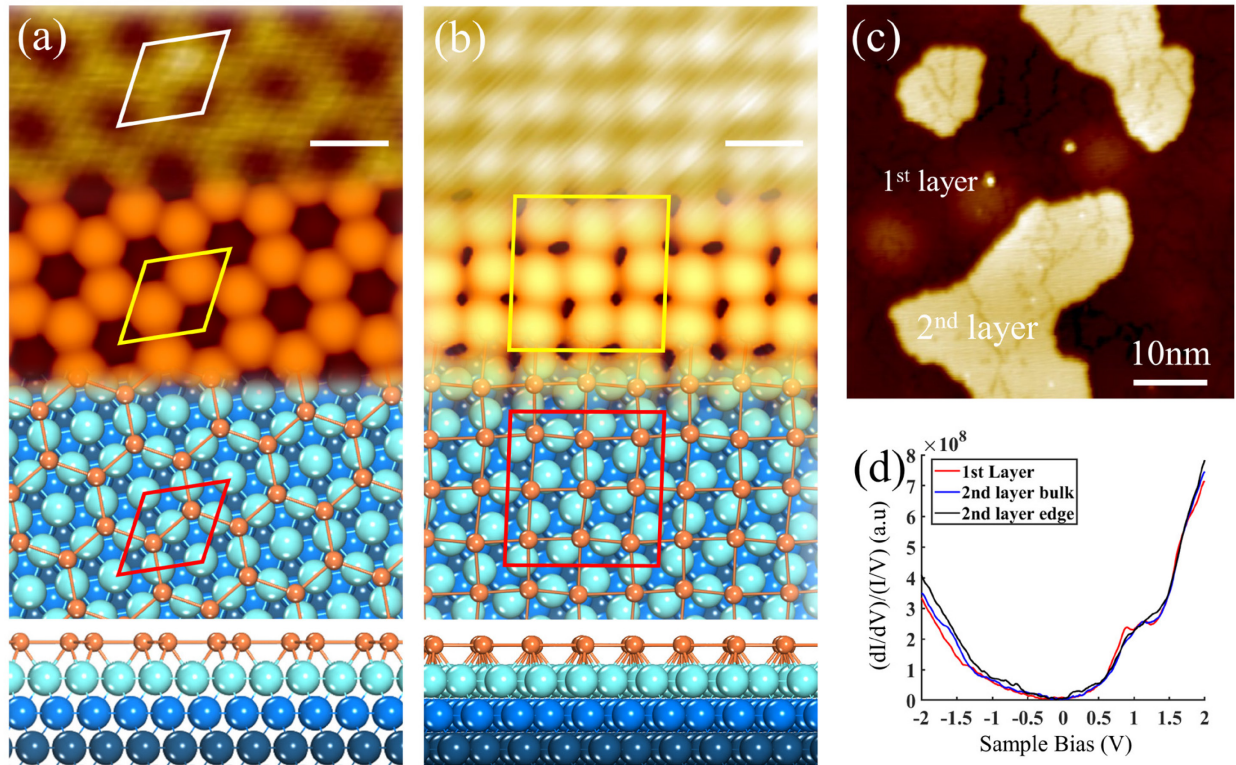 (a)
(b)
(c)
1st layer
2nd layer
10nm
(d)
×10^8
8
7
6
5
4
3
2
1
0
(dI/dV)/(I/V) (a.u)
1st Layer
2nd layer bulk
2nd layer edge
-2 -1.5 -1 -0.5 0 0.5 1 1.5 2
Sample Bias (V)